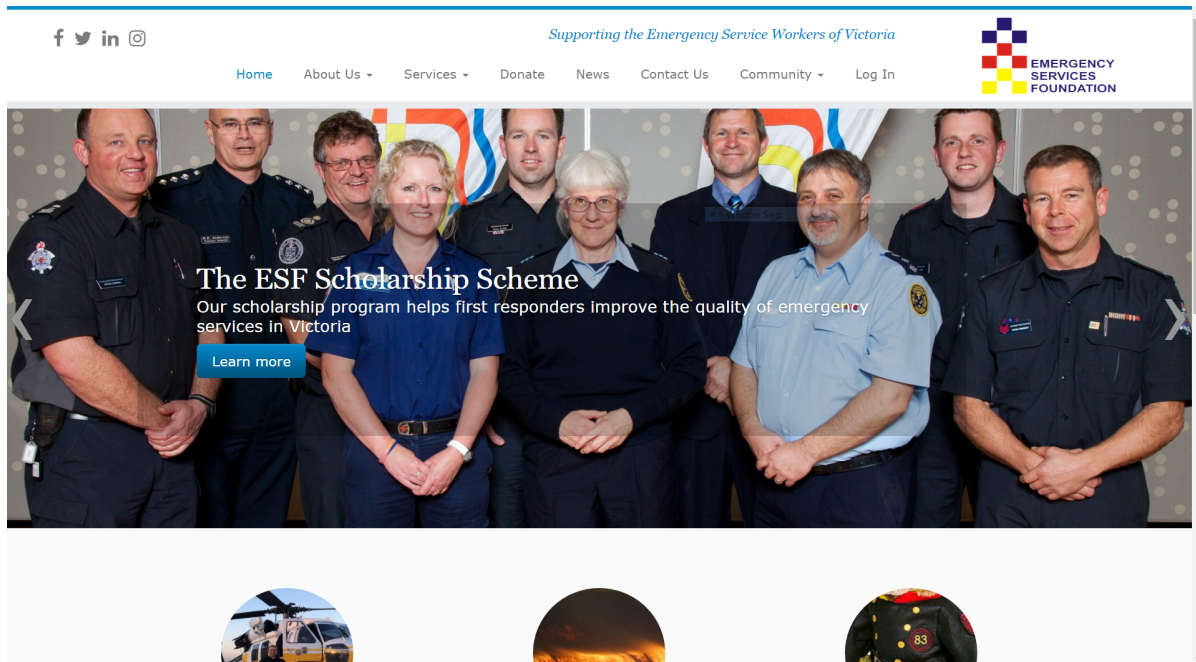 Supporting the Emergency Service Workers of Victoria
Home About Us Services Donate News Contact Us Community Log In
EMERGENCY
SERVICES
FOUNDATION
The ESF Scholarship Scheme
Our scholarship program helps first responders improve the quality of emergency
services in Victoria
Learn more
83